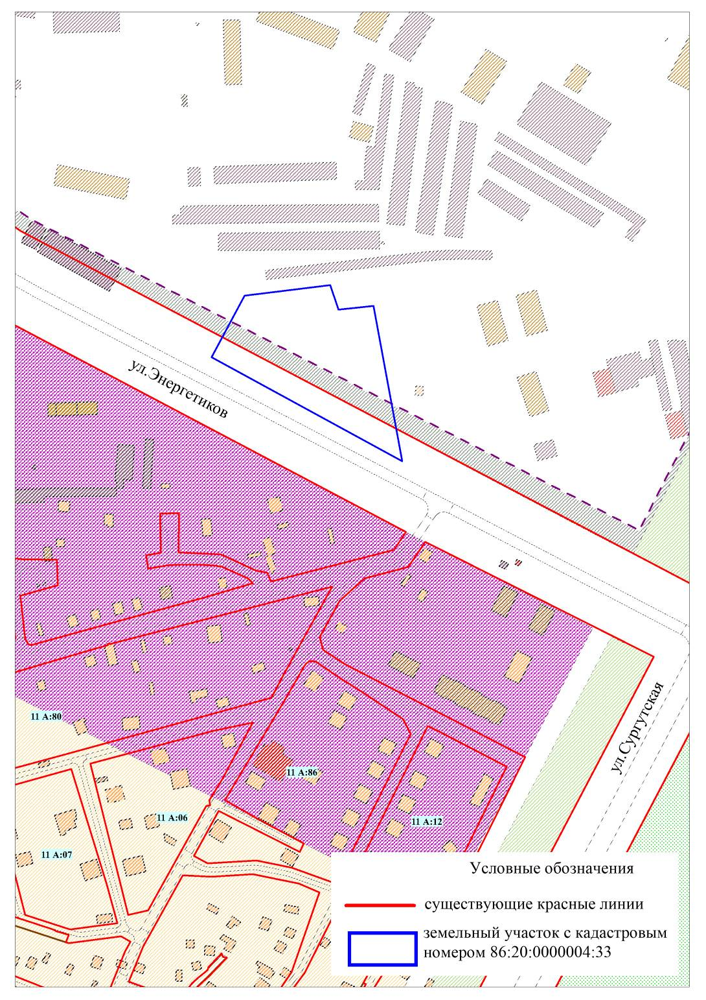 ул.Энергетиков
ул.Сургутская
11 А:80
11 А:86
11 А:06
11 А:12
11 А:07
Условные обозначения
существующие красные линии
земельный участок с кадастровым
номером 86:20:0000004:33